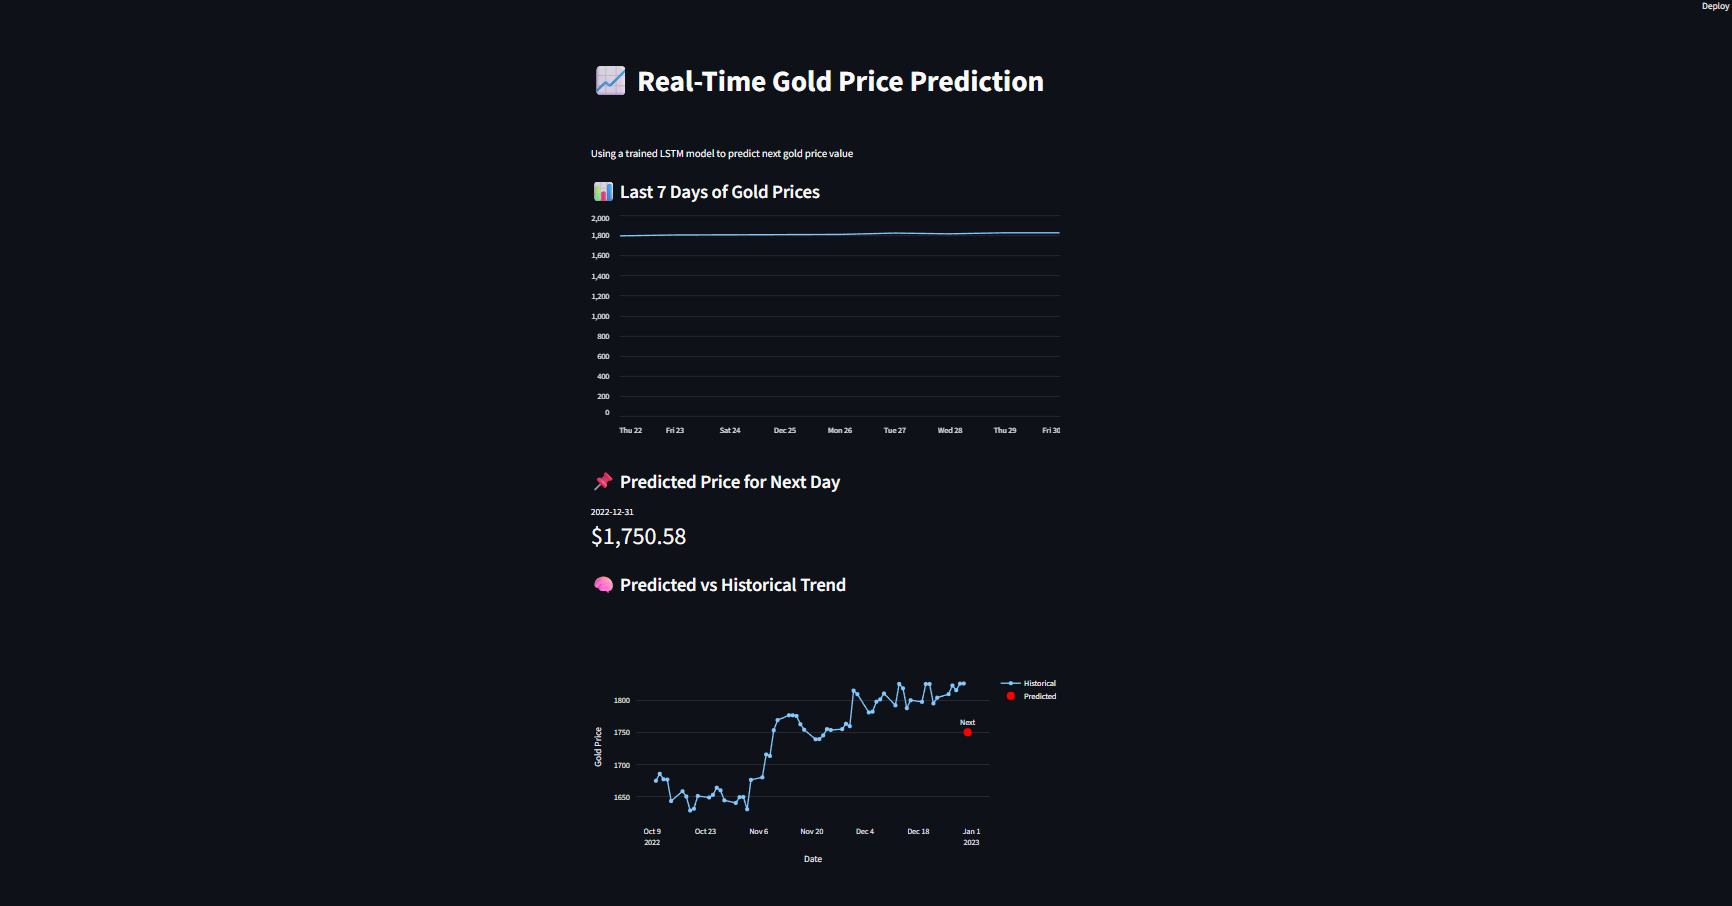 Deploy
Real-Time Gold Price Prediction
Using a trained LSTM model to predict next gold price value
Last 7 Days of Gold Prices
2,000
1,800
1,600
1,400
1,200
1,000
800
600
400
200
0
Thu 22 Fri 23 Sat 24 Dec 25 Mon 26 Tue 27 Wed 28 Thu 29 Fri 30
Predicted Price for Next Day
2022-12-31
$1,750.58
Predicted vs Historical Trend
Historical
Predicted
1800
Next
1750
Gold Price
1700
1650
Oct 9 Oct 23 Nov 6 Nov 20 Dec 4 Dec 18 Jan 1
2022 2023
Date